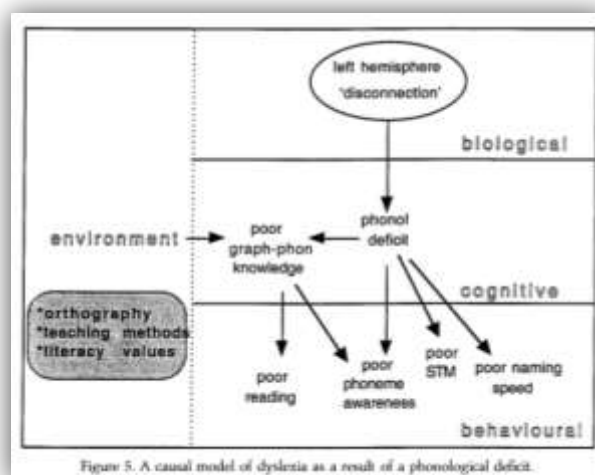 left hemisphere
'disconnection'
biological
environment
poor
graph-phon
knowledge
phonol
deficit
cognitive
*orthography
*teaching methods
*literacy values
poor
reading
poor
phoneme
awareness
poor
STM
poor naming
speed
behavioural
Figure 5. A causal model of dyslexia as a result of a phonological deficit.